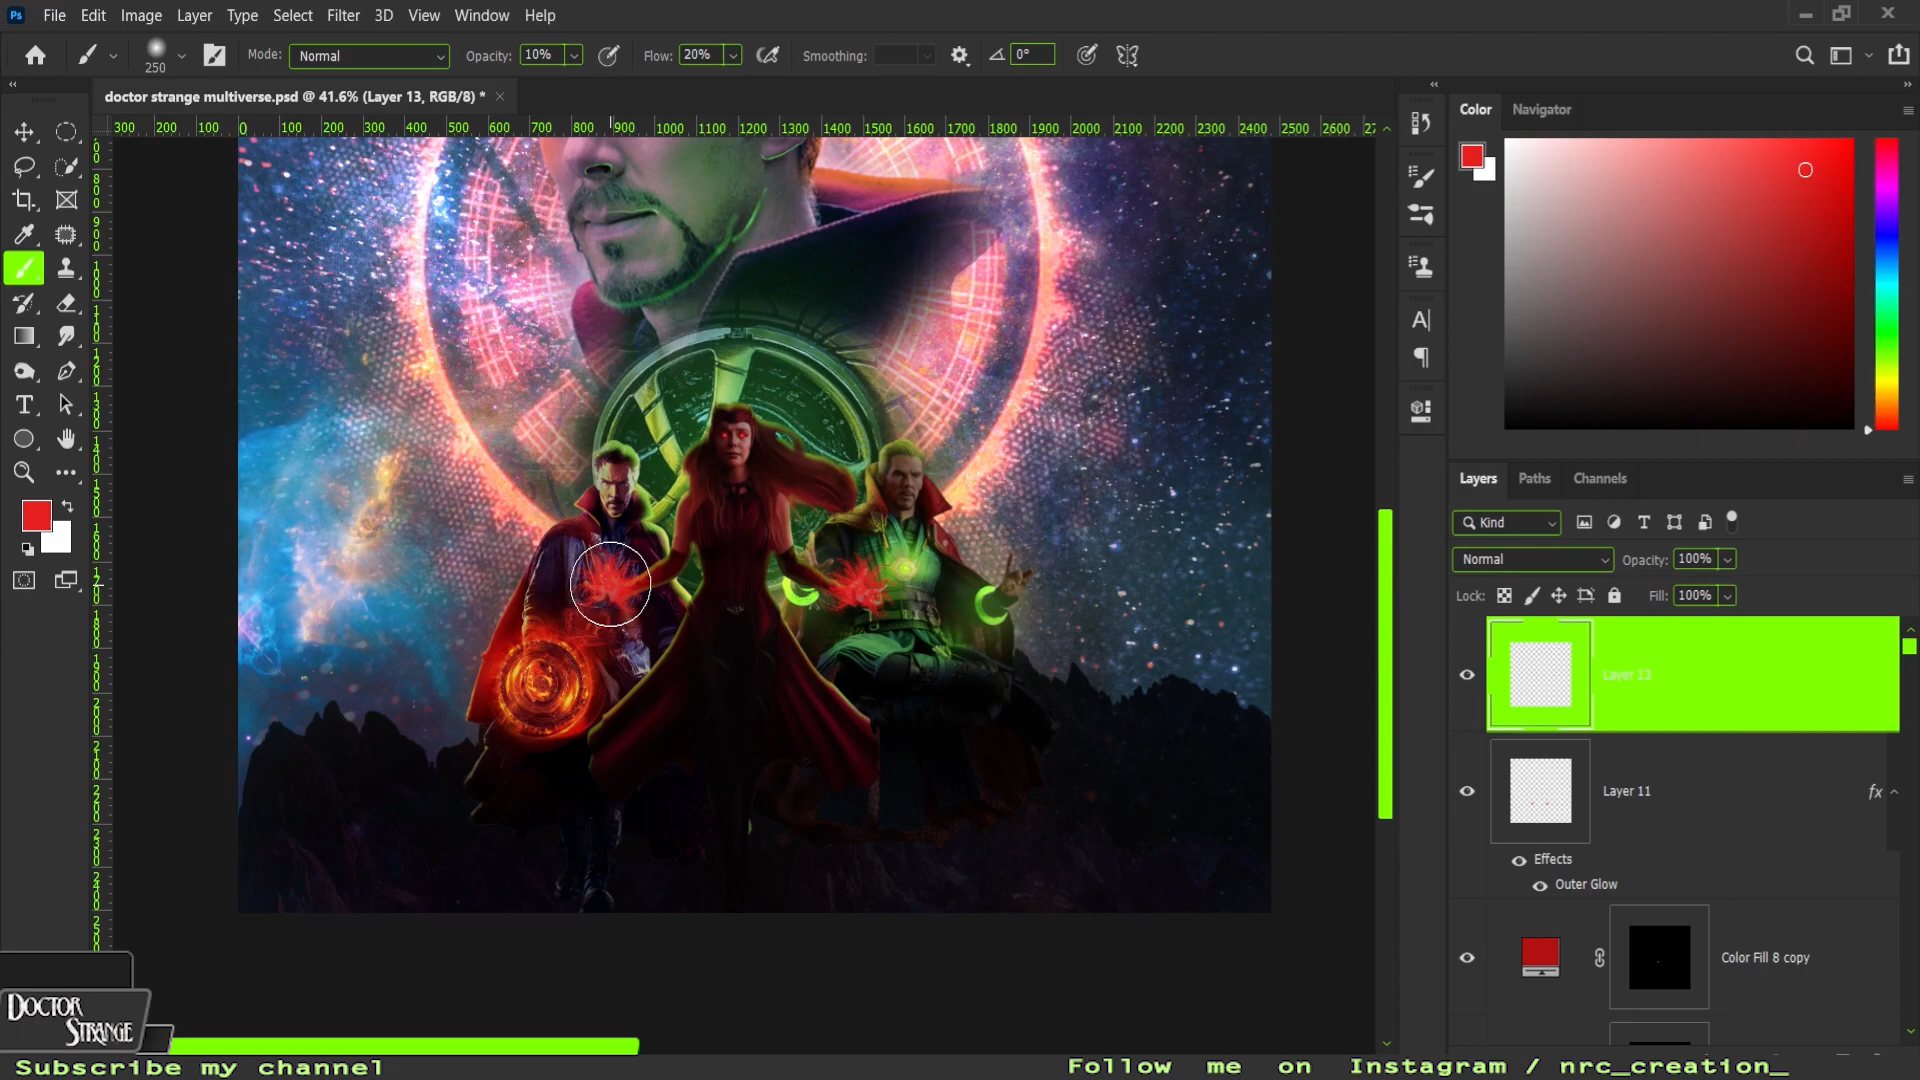 File Edit Image Layer Type Select Filter 3D View Window Help
250 Mode: Normal Opacity: 10% Flow: 20% Smoothing: 0°
doctor strange multiverse.psd @ 41.6% (Layer 13, RGB/8) *
300 200 100 0 100 200 300 400 500 600 700 800 900 1000 1100 1200 1300 1400 1500 1600 1700 1800 1900 2000 2100 2200 2300 2400 2500 2600
Color Navigator
Layers Paths Channels
Kind
Normal Opacity: 100%
Lock: Fill: 100%
Layer 13
Layer 11 fx
Effects
Outer Glow
Color Fill 8 copy
DOCTOR
STRANGE
Subscribe my channel
Follow me on Instagram / nrc_creation_